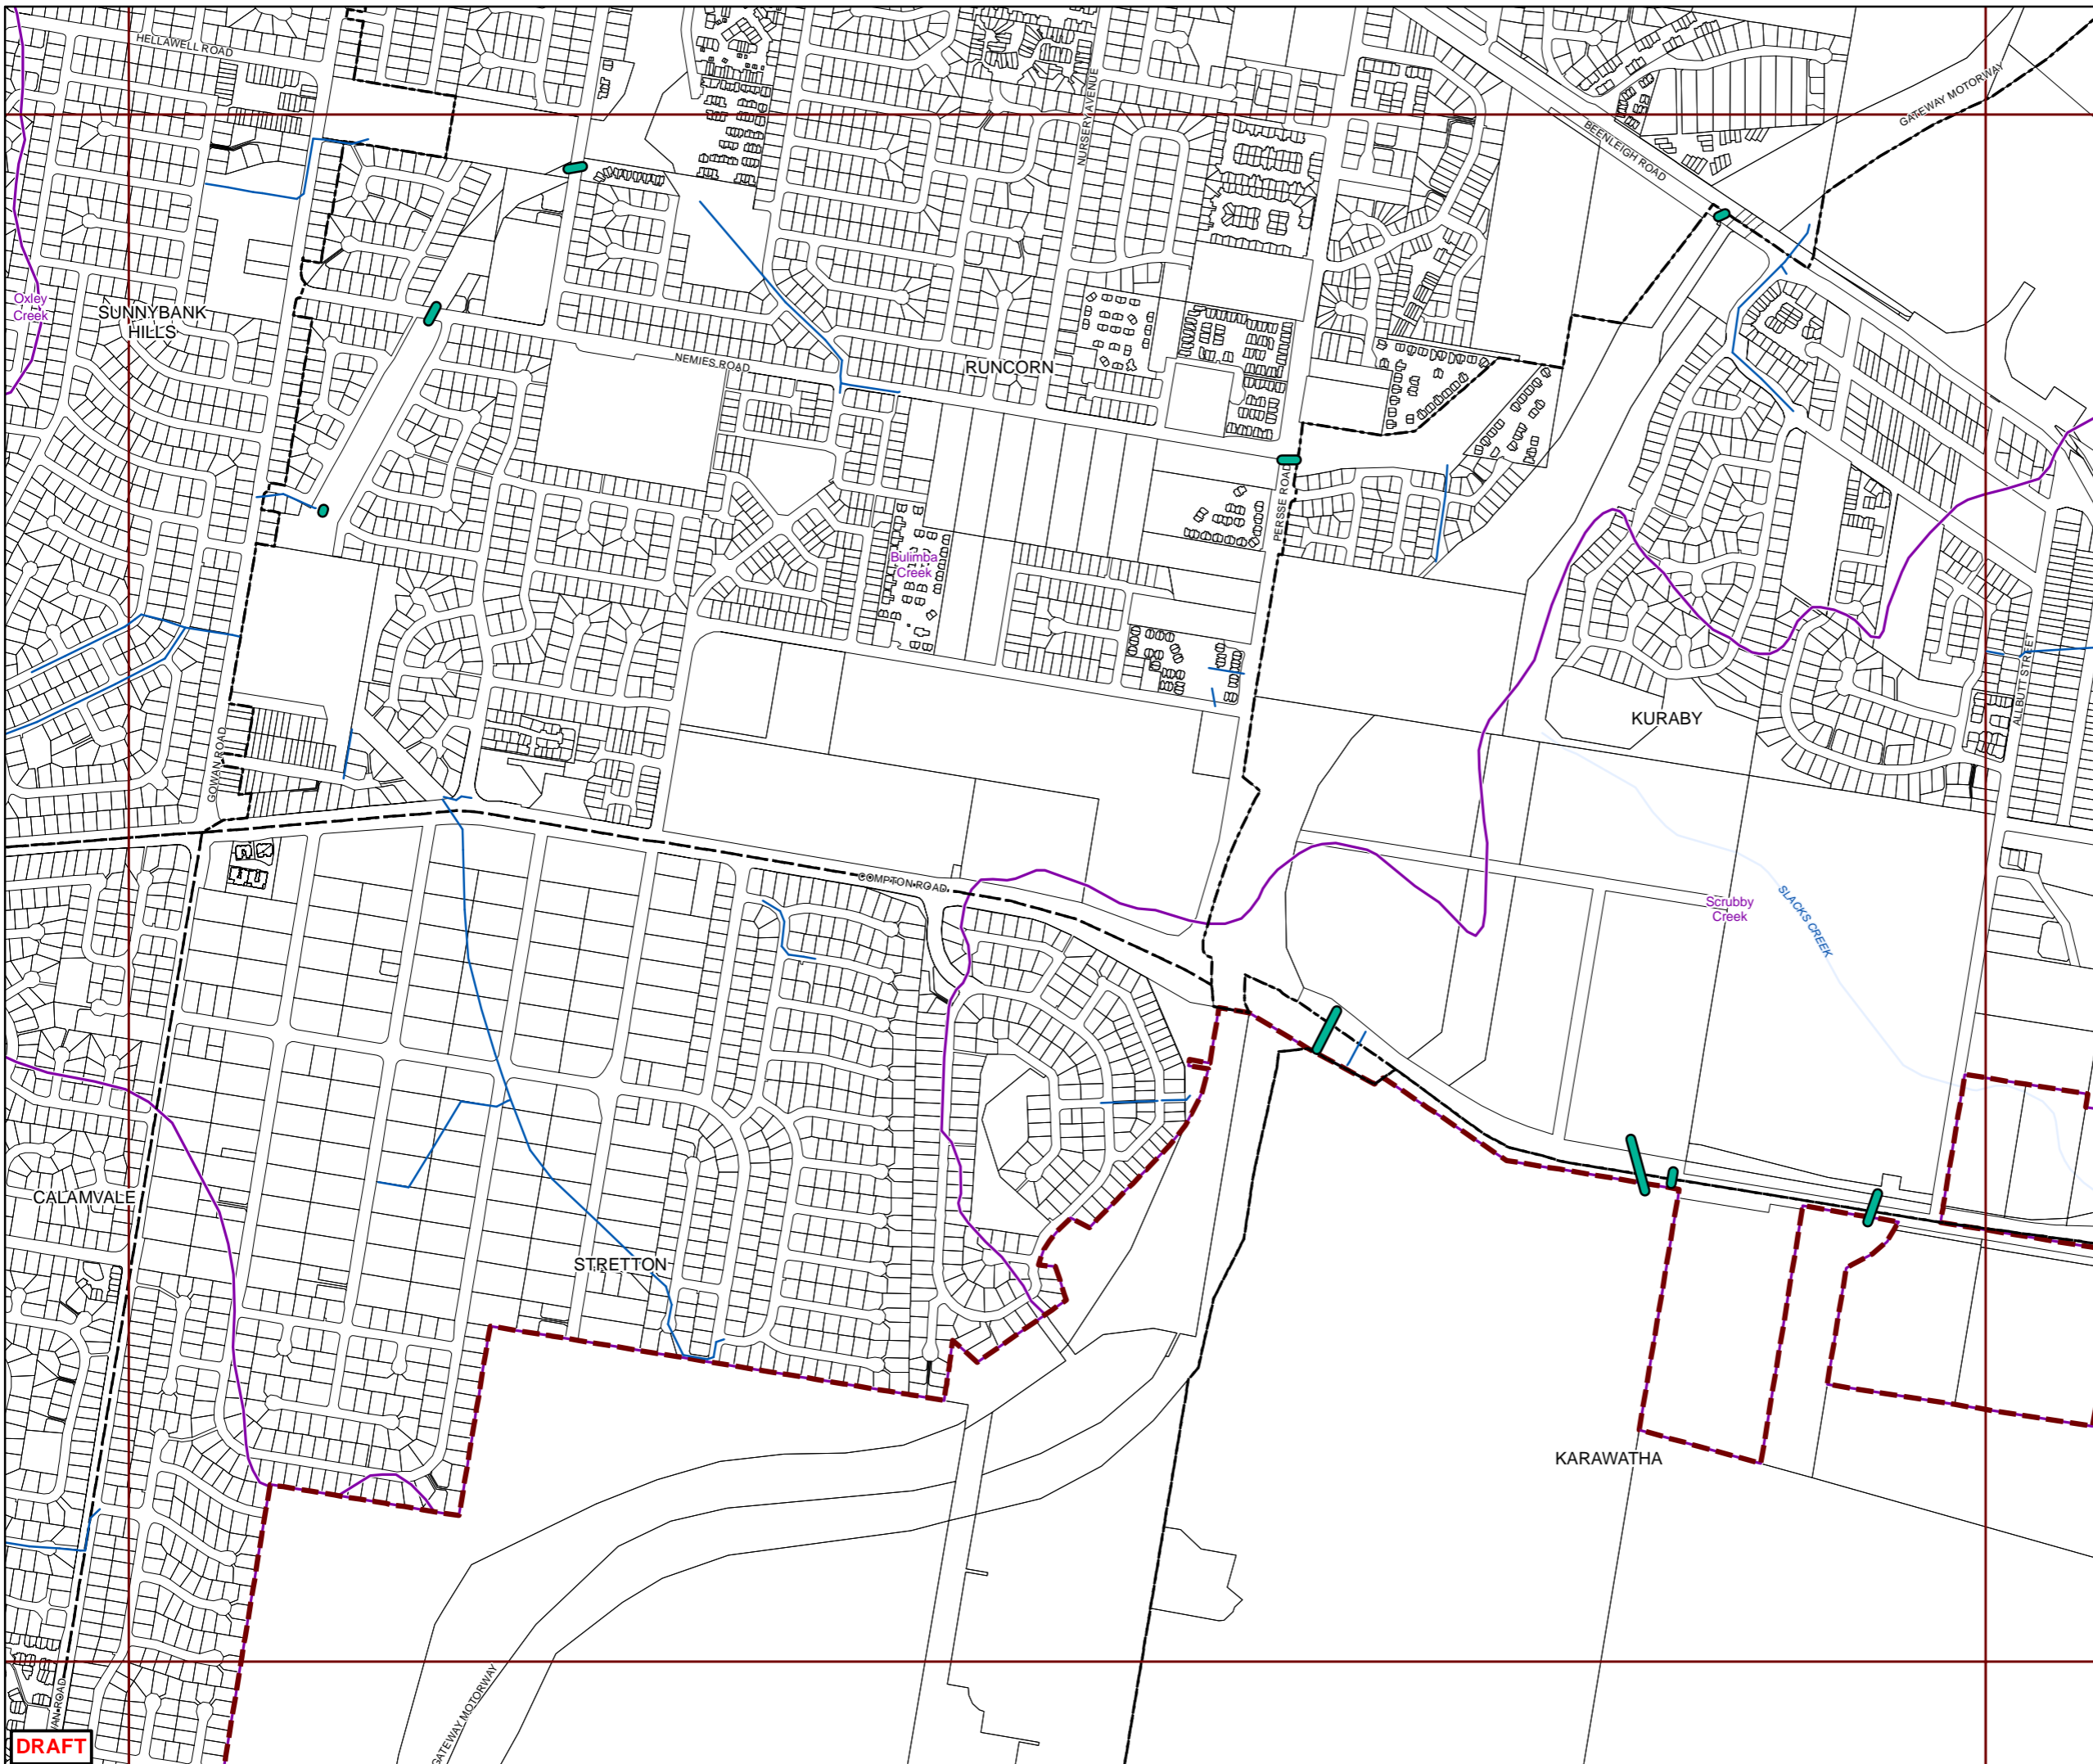 HELLAWELL ROAD
NURSERY AVENUE
GATEWAY MOTORWAY
BEENLEIGH ROAD
Oxley
Creek
SUNNYBANK
HILLS
NEMIES ROAD
RUNCORN
PERSSE ROAD
Bulimba
Creek
KURABY
ALLBUTT STREET
GOWAN ROAD
COMPTON ROAD
Scrubby
Creek
SLACKS CREEK
CALAMVALE
STRETTON
KARAWATHA
GATEWAY MOTORWAY
ROAD
DRAFT